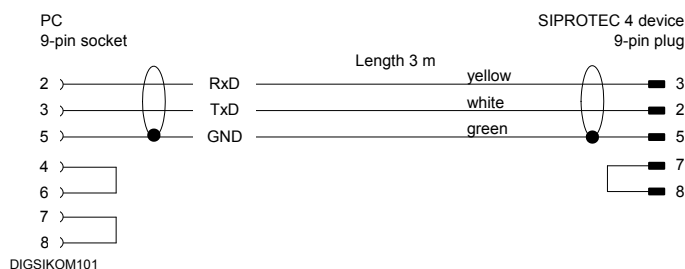 PC
9-pin socket
SIPROTEC 4 device
9-pin plug
Length 3 m
2 RxD yellow 3
3 TxD white 2
5 GND green 5
4 7
6 8
7
8
DIGSIKOM101